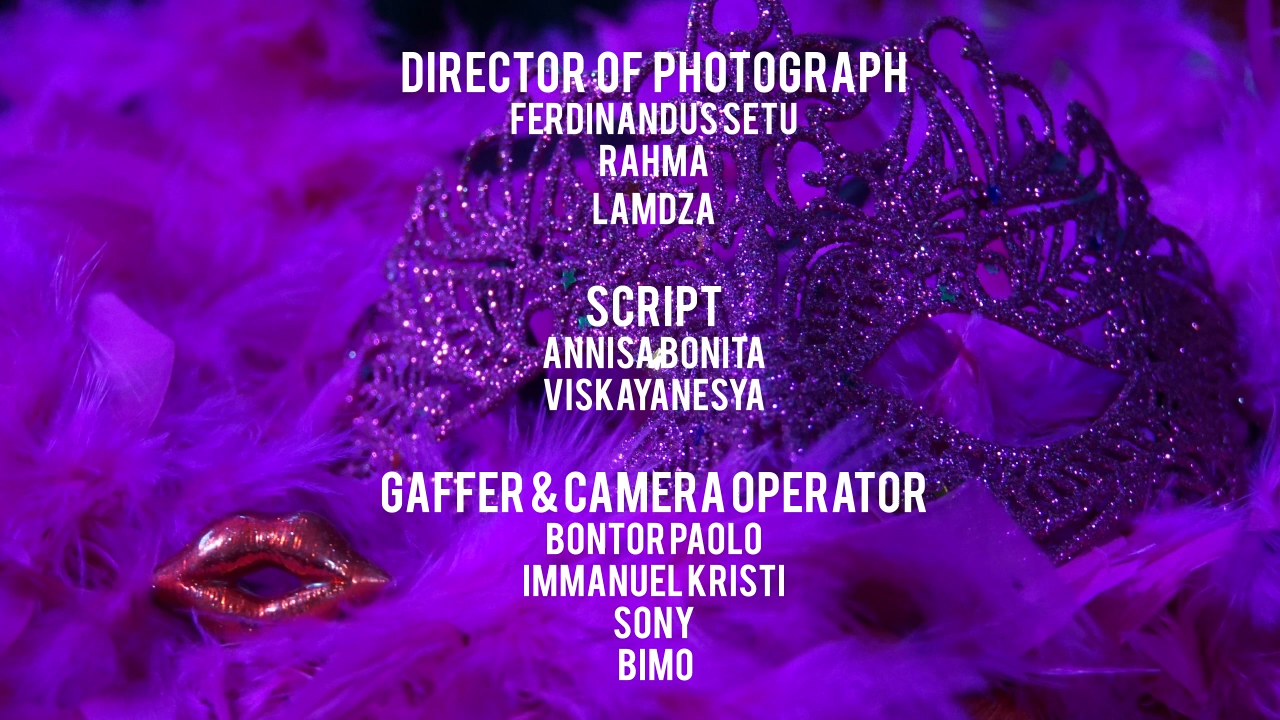 DIRECTOR OF PHOTOGRAPH
FERDINANDUS SETU
RAHMA
LAMDZA
SCRIPT
ANNISA BONITA
VISKAYANESYA
GAFFER & CAMERA OPERATOR
BONTOR PAOLO
IMMANUEL KRISTI
SONY
BIMO